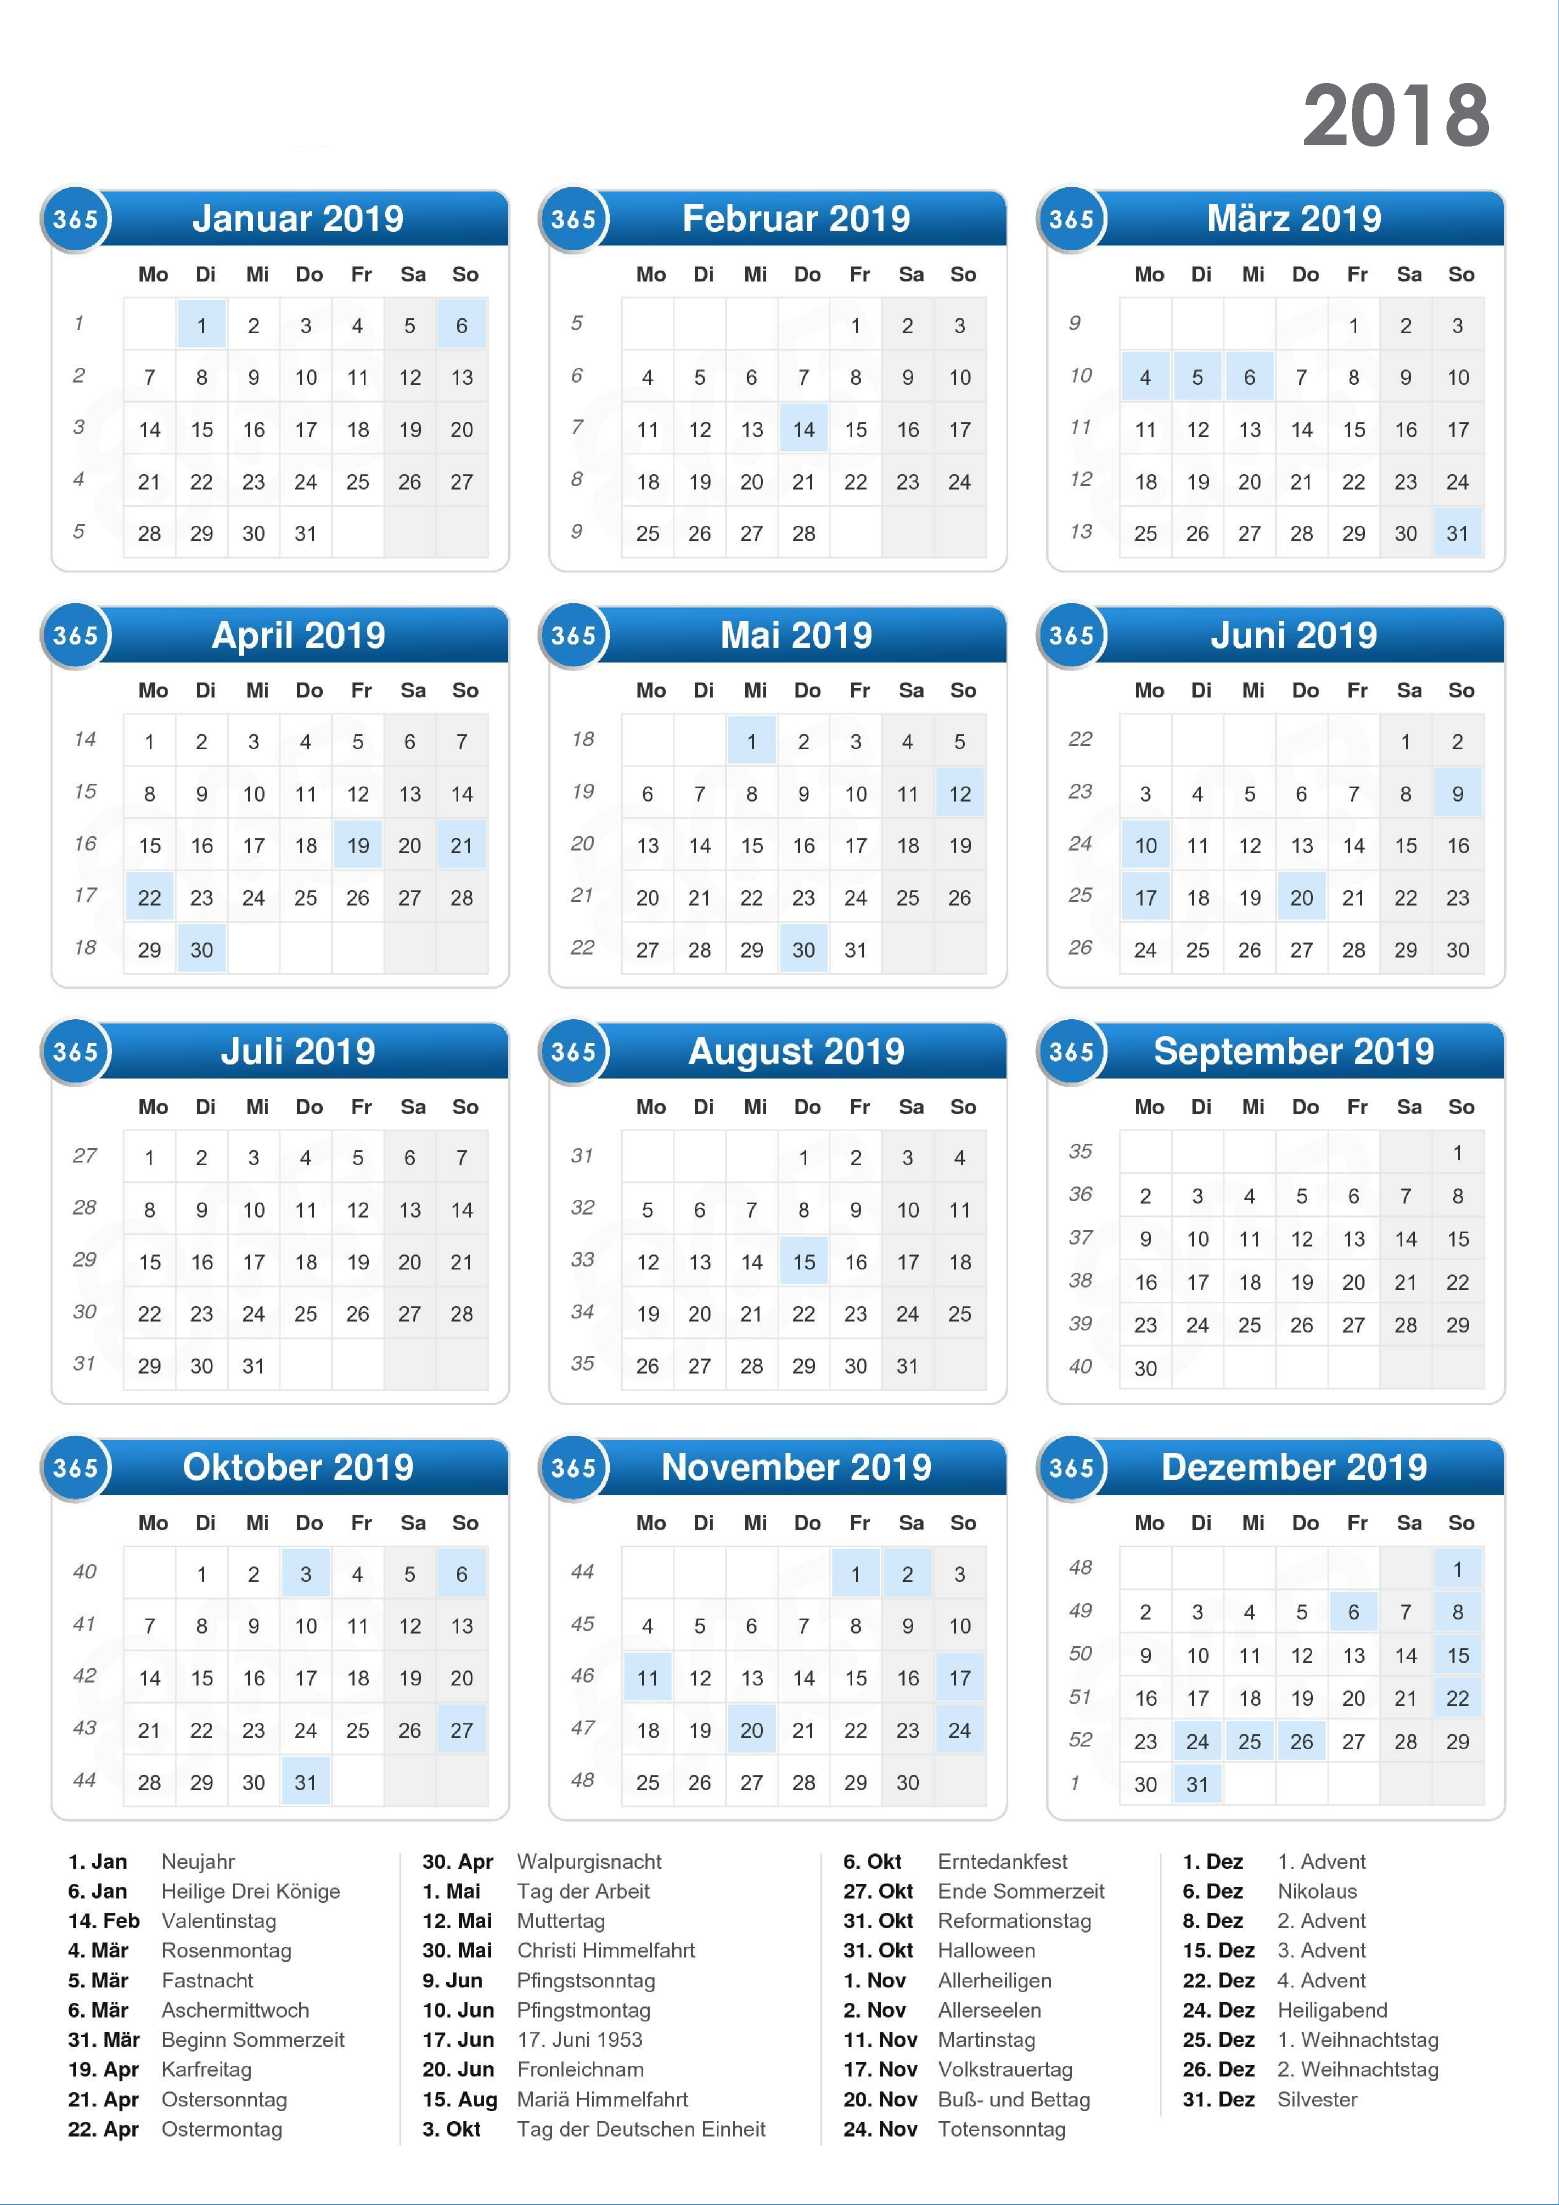 2018
365 Januar 2019
Mo Di Mi Do Fr Sa So
1 1 2 3 4 5 6
2 7 8 9 10 11 12 13
3 14 15 16 17 18 19 20
4 21 22 23 24 25 26 27
5 28 29 30 31
365 Februar 2019
Mo Di Mi Do Fr Sa So
5 1 2 3
6 4 5 6 7 8 9 10
7 11 12 13 14 15 16 17
8 18 19 20 21 22 23 24
9 25 26 27 28
365 März 2019
Mo Di Mi Do Fr Sa So
9 1 2 3
10 4 5 6 7 8 9 10
11 11 12 13 14 15 16 17
12 18 19 20 21 22 23 24
13 25 26 27 28 29 30 31
365 April 2019
Mo Di Mi Do Fr Sa So
14 1 2 3 4 5 6 7
15 8 9 10 11 12 13 14
16 15 16 17 18 19 20 21
17 22 23 24 25 26 27 28
18 29 30
365 Mai 2019
Mo Di Mi Do Fr Sa So
18 1 2 3 4 5
19 6 7 8 9 10 11 12
20 13 14 15 16 17 18 19
21 20 21 22 23 24 25 26
22 27 28 29 30 31
365 Juni 2019
Mo Di Mi Do Fr Sa So
22 1 2
23 3 4 5 6 7 8 9
24 10 11 12 13 14 15 16
25 17 18 19 20 21 22 23
26 24 25 26 27 28 29 30
365 Juli 2019
Mo Di Mi Do Fr Sa So
27 1 2 3 4 5 6 7
28 8 9 10 11 12 13 14
29 15 16 17 18 19 20 21
30 22 23 24 25 26 27 28
31 29 30 31
365 August 2019
Mo Di Mi Do Fr Sa So
31 1 2 3 4
32 5 6 7 8 9 10 11
33 12 13 14 15 16 17 18
34 19 20 21 22 23 24 25
35 26 27 28 29 30 31
365 September 2019
Mo Di Mi Do Fr Sa So
35 1
36 2 3 4 5 6 7 8
37 9 10 11 12 13 14 15
38 16 17 18 19 20 21 22
39 23 24 25 26 27 28 29
40 30
365 Oktober 2019
Mo Di Mi Do Fr Sa So
40 1 2 3 4 5 6
41 7 8 9 10 11 12 13
42 14 15 16 17 18 19 20
43 21 22 23 24 25 26 27
44 28 29 30 31
365 November 2019
Mo Di Mi Do Fr Sa So
44 1 2 3
45 4 5 6 7 8 9 10
46 11 12 13 14 15 16 17
47 18 19 20 21 22 23 24
48 25 26 27 28 29 30
365 Dezember 2019
Mo Di Mi Do Fr Sa So
48 1
49 2 3 4 5 6 7 8
50 9 10 11 12 13 14 15
51 16 17 18 19 20 21 22
52 23 24 25 26 27 28 29
1 30 31
1. Jan Neujahr
6. Jan Heilige Drei Könige
14. Feb Valentinstag
4. Mär Rosenmontag
5. Mär Fastnacht
6. Mär Aschermittwoch
31. Mär Beginn Sommerzeit
19. Apr Karfreitag
21. Apr Ostersonntag
22. Apr Ostermontag
30. Apr Walpurgisnacht
1. Mai Tag der Arbeit
12. Mai Muttertag
30. Mai Christi Himmelfahrt
9. Jun Pfingstsonntag
10. Jun Pfingstmontag
17. Jun 17. Juni 1953
20. Jun Fronleichnam
15. Aug Mariä Himmelfahrt
3. Okt Tag der Deutschen Einheit
6. Okt Erntedankfest
27. Okt Ende Sommerzeit
31. Okt Reformationstag
31. Okt Halloween
1. Nov Allerheiligen
2. Nov Allerseelen
11. Nov Martinstag
17. Nov Volkstrauertag
20. Nov Buß- und Bettag
24. Nov Totensonntag
1. Dez 1. Advent
6. Dez Nikolaus
8. Dez 2. Advent
15. Dez 3. Advent
22. Dez 4. Advent
24. Dez Heiligabend
25. Dez 1. Weihnachtstag
26. Dez 2. Weihnachtstag
31. Dez Silvester